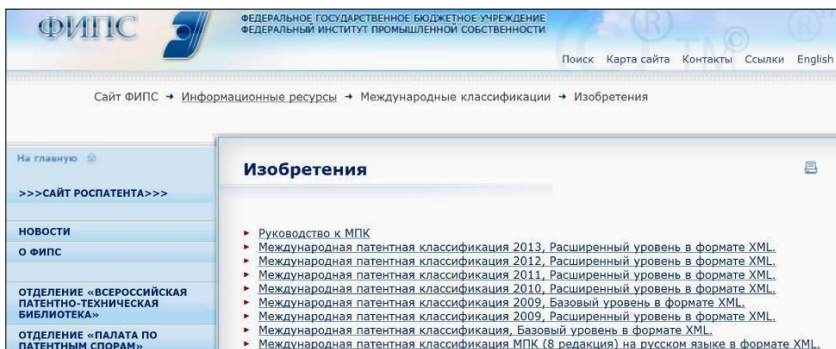 ФИПС
ФЕДЕРАЛЬНОЕ ГОСУДАРСТВЕННОЕ БЮДЖЕТНОЕ УЧРЕЖДЕНИЕ
ФЕДЕРАЛЬНЫЙ ИНСТИТУТ ПРОМЫШЛЕННОЙ СОБСТВЕННОСТИ
Поиск Карта сайта Контакты Ссылки English
Сайт ФИПС → Информационные ресурсы → Международные классификации → Изобретения
На главную
>>>САЙТ РОСПАТЕНТА>>>
НОВОСТИ
О ФИПС
ОТДЕЛЕНИЕ «ВСЕРОССИЙСКАЯ
ПАТЕНТНО-ТЕХНИЧЕСКАЯ
БИБЛИОТЕКА»
ОТДЕЛЕНИЕ «ПАЛАТА ПО
ПАТЕНТНЫМ СПОРАМ»
Изобретения
Руководство к МПК
Международная патентная классификация 2013, Расширенный уровень в формате XML.
Международная патентная классификация 2012, Расширенный уровень в формате XML.
Международная патентная классификация 2011, Расширенный уровень в формате XML.
Международная патентная классификация 2010, Расширенный уровень в формате XML.
Международная патентная классификация 2009, Базовый уровень в формате XML.
Международная патентная классификация 2009, Расширенный уровень в формате XML.
Международная патентная классификация, Базовый уровень в формате XML.
Международная патентная классификация МПК (8 редакция) на русском языке в формате XML.